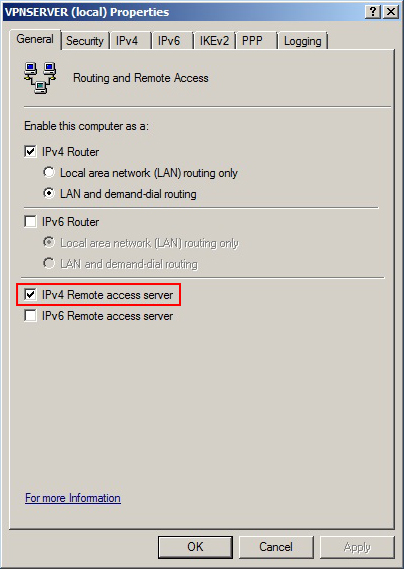 VPNSERVER (local) Properties
General Security IPv4 IPv6 IKEv2 PPP Logging
Routing and Remote Access
Enable this computer as a:
IPv4 Router
Local area network (LAN) routing only
LAN and demand-dial routing
IPv6 Router
Local area network (LAN) routing only
LAN and demand-dial routing
IPv4 Remote access server
IPv6 Remote access server
For more Information
OK Cancel Apply